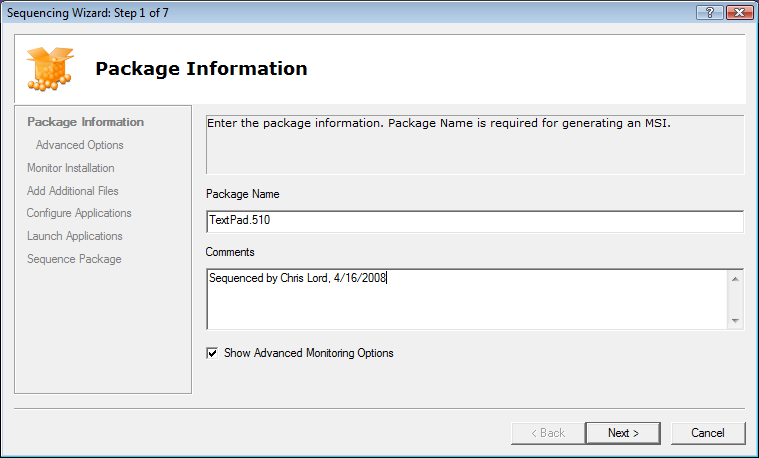 Sequencing Wizard: Step 1 of 7
Package Information
Package Information
Advanced Options
Monitor Installation
Add Additional Files
Configure Applications
Launch Applications
Sequence Package
Enter the package information. Package Name is required for generating an MSI.
Package Name
TextPad.510
Comments
Sequenced by Chris Lord, 4/16/2008
Show Advanced Monitoring Options
< Back
Next >
Cancel